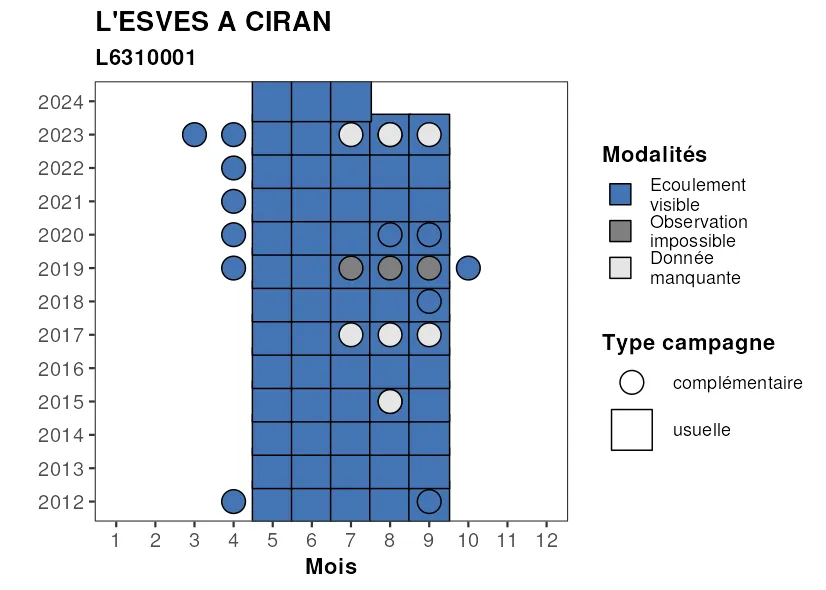 L'ESVES A CIRAN
L6310001
2024
2023
2022
2021
2020
2019
2018
2017
2016
2015
2014
2013
2012
1 2 3 4 5 6 7 8 9 10 11 12
Mois
Modalités
Ecoulement
visible
Observation
impossible
Donnée
manquante
Type campagne
complémentaire
usuelle